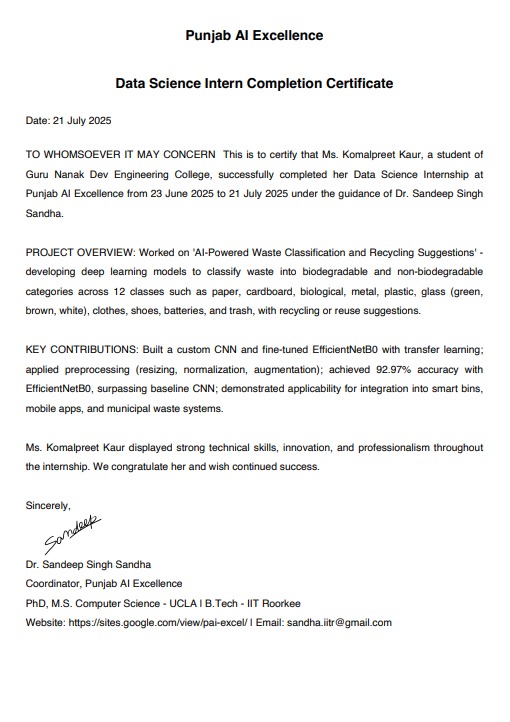 Punjab AI Excellence
Data Science Intern Completion Certificate
Date: 21 July 2025
TO WHOMSOEVER IT MAY CONCERN  This is to certify that Ms. Komalpreet Kaur, a student of
Guru Nanak Dev Engineering College, successfully completed her Data Science Internship at
Punjab AI Excellence from 23 June 2025 to 21 July 2025 under the guidance of Dr. Sandeep Singh
Sandha.
PROJECT OVERVIEW: Worked on 'AI-Powered Waste Classification and Recycling Suggestions' -
developing deep learning models to classify waste into biodegradable and non-biodegradable
categories across 12 classes such as paper, cardboard, biological, metal, plastic, glass (green,
brown, white), clothes, shoes, batteries, and trash, with recycling or reuse suggestions.
KEY CONTRIBUTIONS: Built a custom CNN and fine-tuned EfficientNetB0 with transfer learning;
applied preprocessing (resizing, normalization, augmentation); achieved 92.97% accuracy with
EfficientNetB0, surpassing baseline CNN; demonstrated applicability for integration into smart bins,
mobile apps, and municipal waste systems.
Ms. Komalpreet Kaur displayed strong technical skills, innovation, and professionalism throughout
the internship. We congratulate her and wish continued success.
Sincerely,
Sandeep
Dr. Sandeep Singh Sandha
Coordinator, Punjab AI Excellence
PhD, M.S. Computer Science - UCLA | B.Tech - IIT Roorkee
Website: https://sites.google.com/view/pai-excel/ | Email: sandha.iitr@gmail.com